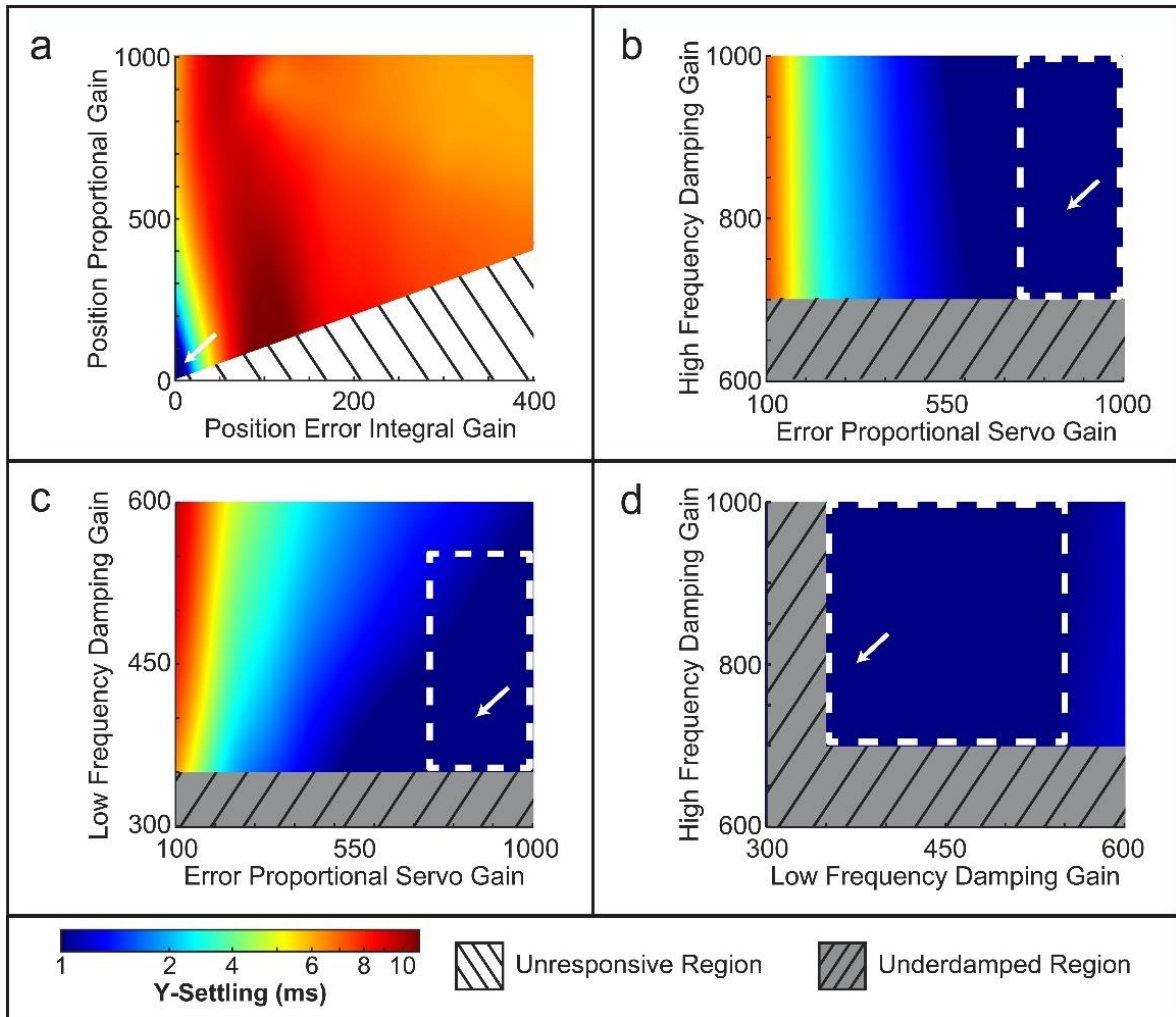 a
1000
500
0
0
200
400
Position Proportional Gain
Position Error Integral Gain
b
1000
800
600
100
550
1000
High Frequency Damping Gain
Error Proportional Servo Gain
c
600
450
300
100
550
1000
Low Frequency Damping Gain
Error Proportional Servo Gain
d
1000
800
600
300
450
600
High Frequency Damping Gain
Low Frequency Damping Gain
1 2 4 6 8 10
Y-Settling (ms)
Unresponsive Region
Underdamped Region